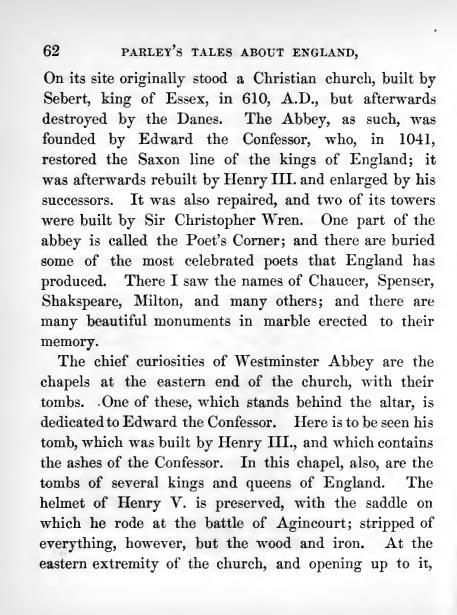 62 PARLEY'S TALES ABOUT ENGLAND,
On its site originally stood a Christian church, built by
Sebert, king of Essex, in 610, A.D., but afterwards
destroyed by the Danes. The Abbey, as such, was
founded by Edward the Confessor, who, in 1041,
restored the Saxon line of the kings of England; it
was afterwards rebuilt by Henry III. and enlarged by his
successors. It was also repaired, and two of its towers
were built by Sir Christopher Wren. One part of the
abbey is called the Poet's Corner; and there are buried
some of the most celebrated poets that England has
produced. There I saw the names of Chaucer, Spenser,
Shakspeare, Milton, and many others; and there are
many beautiful monuments in marble erected to their
memory.
The chief curiosities of Westminster Abbey are the
chapels at the eastern end of the church, with their
tombs. One of these, which stands behind the altar, is
dedicated to Edward the Confessor. Here is to be seen his
tomb, which was built by Henry III., and which contains
the ashes of the Confessor. In this chapel, also, are the
tombs of several kings and queens of England. The
helmet of Henry V. is preserved, with the saddle on
which he rode at the battle of Agincourt; stripped of
everything, however, but the wood and iron. At the
eastern extremity of the church, and opening up to it,